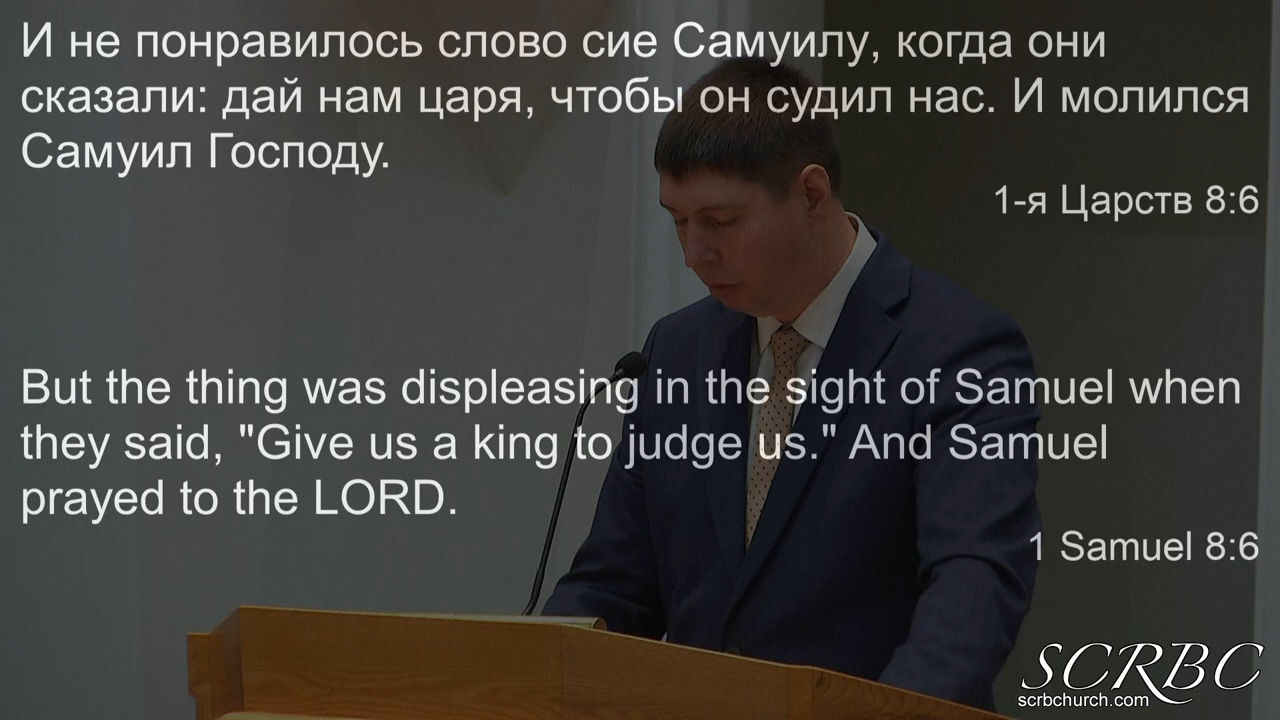 И не понравилось слово сие Самуилу, когда они
сказали: дай нам царя, чтобы он судил нас. И молился
Самуил Господу.
1-я Царств 8:6
But the thing was displeasing in the sight of Samuel when
they said, "Give us a king to judge us." And Samuel
prayed to the LORD.
1 Samuel 8:6
SCRBC
scrbchurch.com